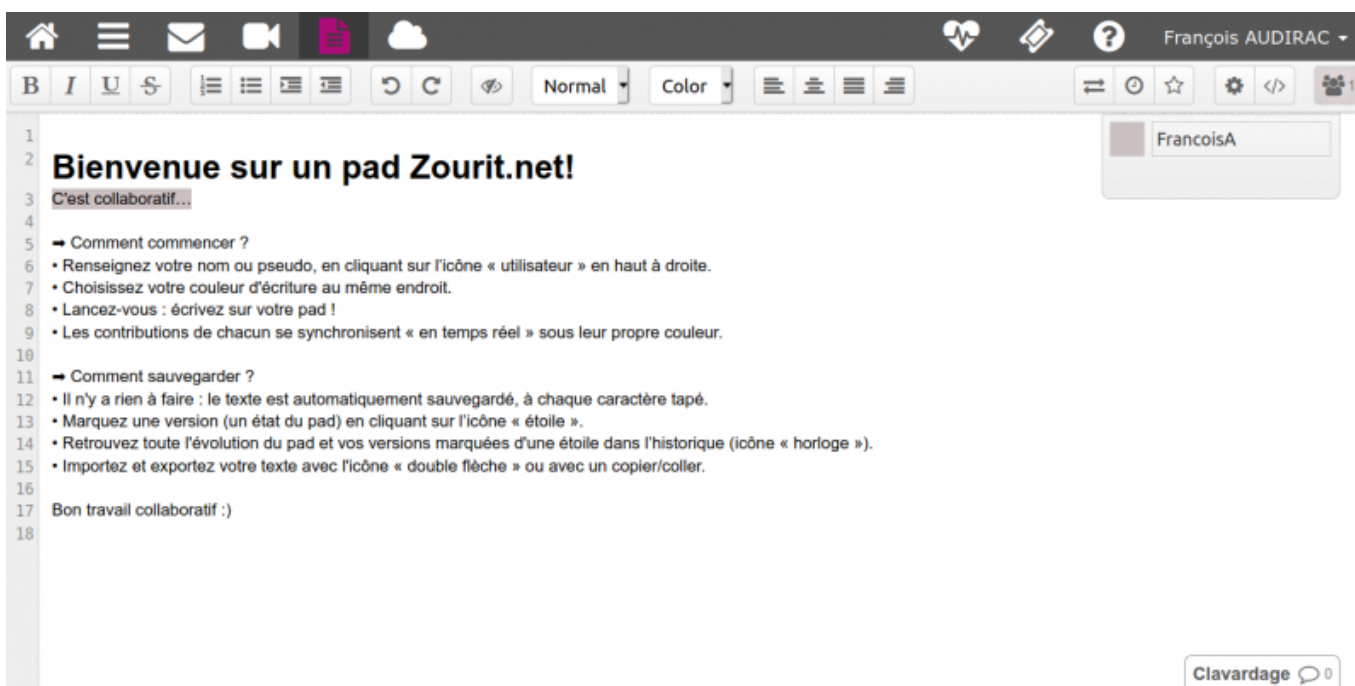 François AUDIRAC
B I U S Normal Color 1
FrancoisA
1
2 Bienvenue sur un pad Zourit.net!
3 C'est collaboratif…
4
5 ➡ Comment commencer ?
6 • Renseignez votre nom ou pseudo, en cliquant sur l'icône « utilisateur » en haut à droite.
7 • Choisissez votre couleur d'écriture au même endroit.
8 • Lancez-vous : écrivez sur votre pad !
9 • Les contributions de chacun se synchronisent « en temps réel » sous leur propre couleur.
10
11 ➡ Comment sauvegarder ?
12 • Il n'y a rien à faire : le texte est automatiquement sauvegardé, à chaque caractère tapé.
13 • Marquez une version (un état du pad) en cliquant sur l'icône « étoile ».
14 • Retrouvez toute l'évolution du pad et vos versions marquées d'une étoile dans l'historique (icône « horloge »).
15 • Importez et exportez votre texte avec l'icône « double flèche » ou avec un copier/coller.
16
17 Bon travail collaboratif :)
18
Clavardage 0